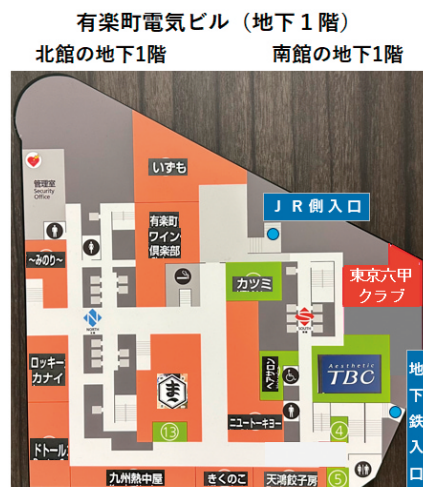 有楽町電気ビル（地下１階）
北館の地下1階
南館の地下1階
いずも
管理室
Security
Office
有楽町
ワイン
倶楽部
ＪＲ側入口
～みのり～
カツミ
東京六甲
クラブ
N
NORTH
S
SOUTH
ロッキー
カナイ
ま
ヘアサロン
Aesthetic
TBC
地下鉄入口
13
ニュートーキョー
4
ドトール
九州熱中屋
きくのこ
天鴻餃子房
5